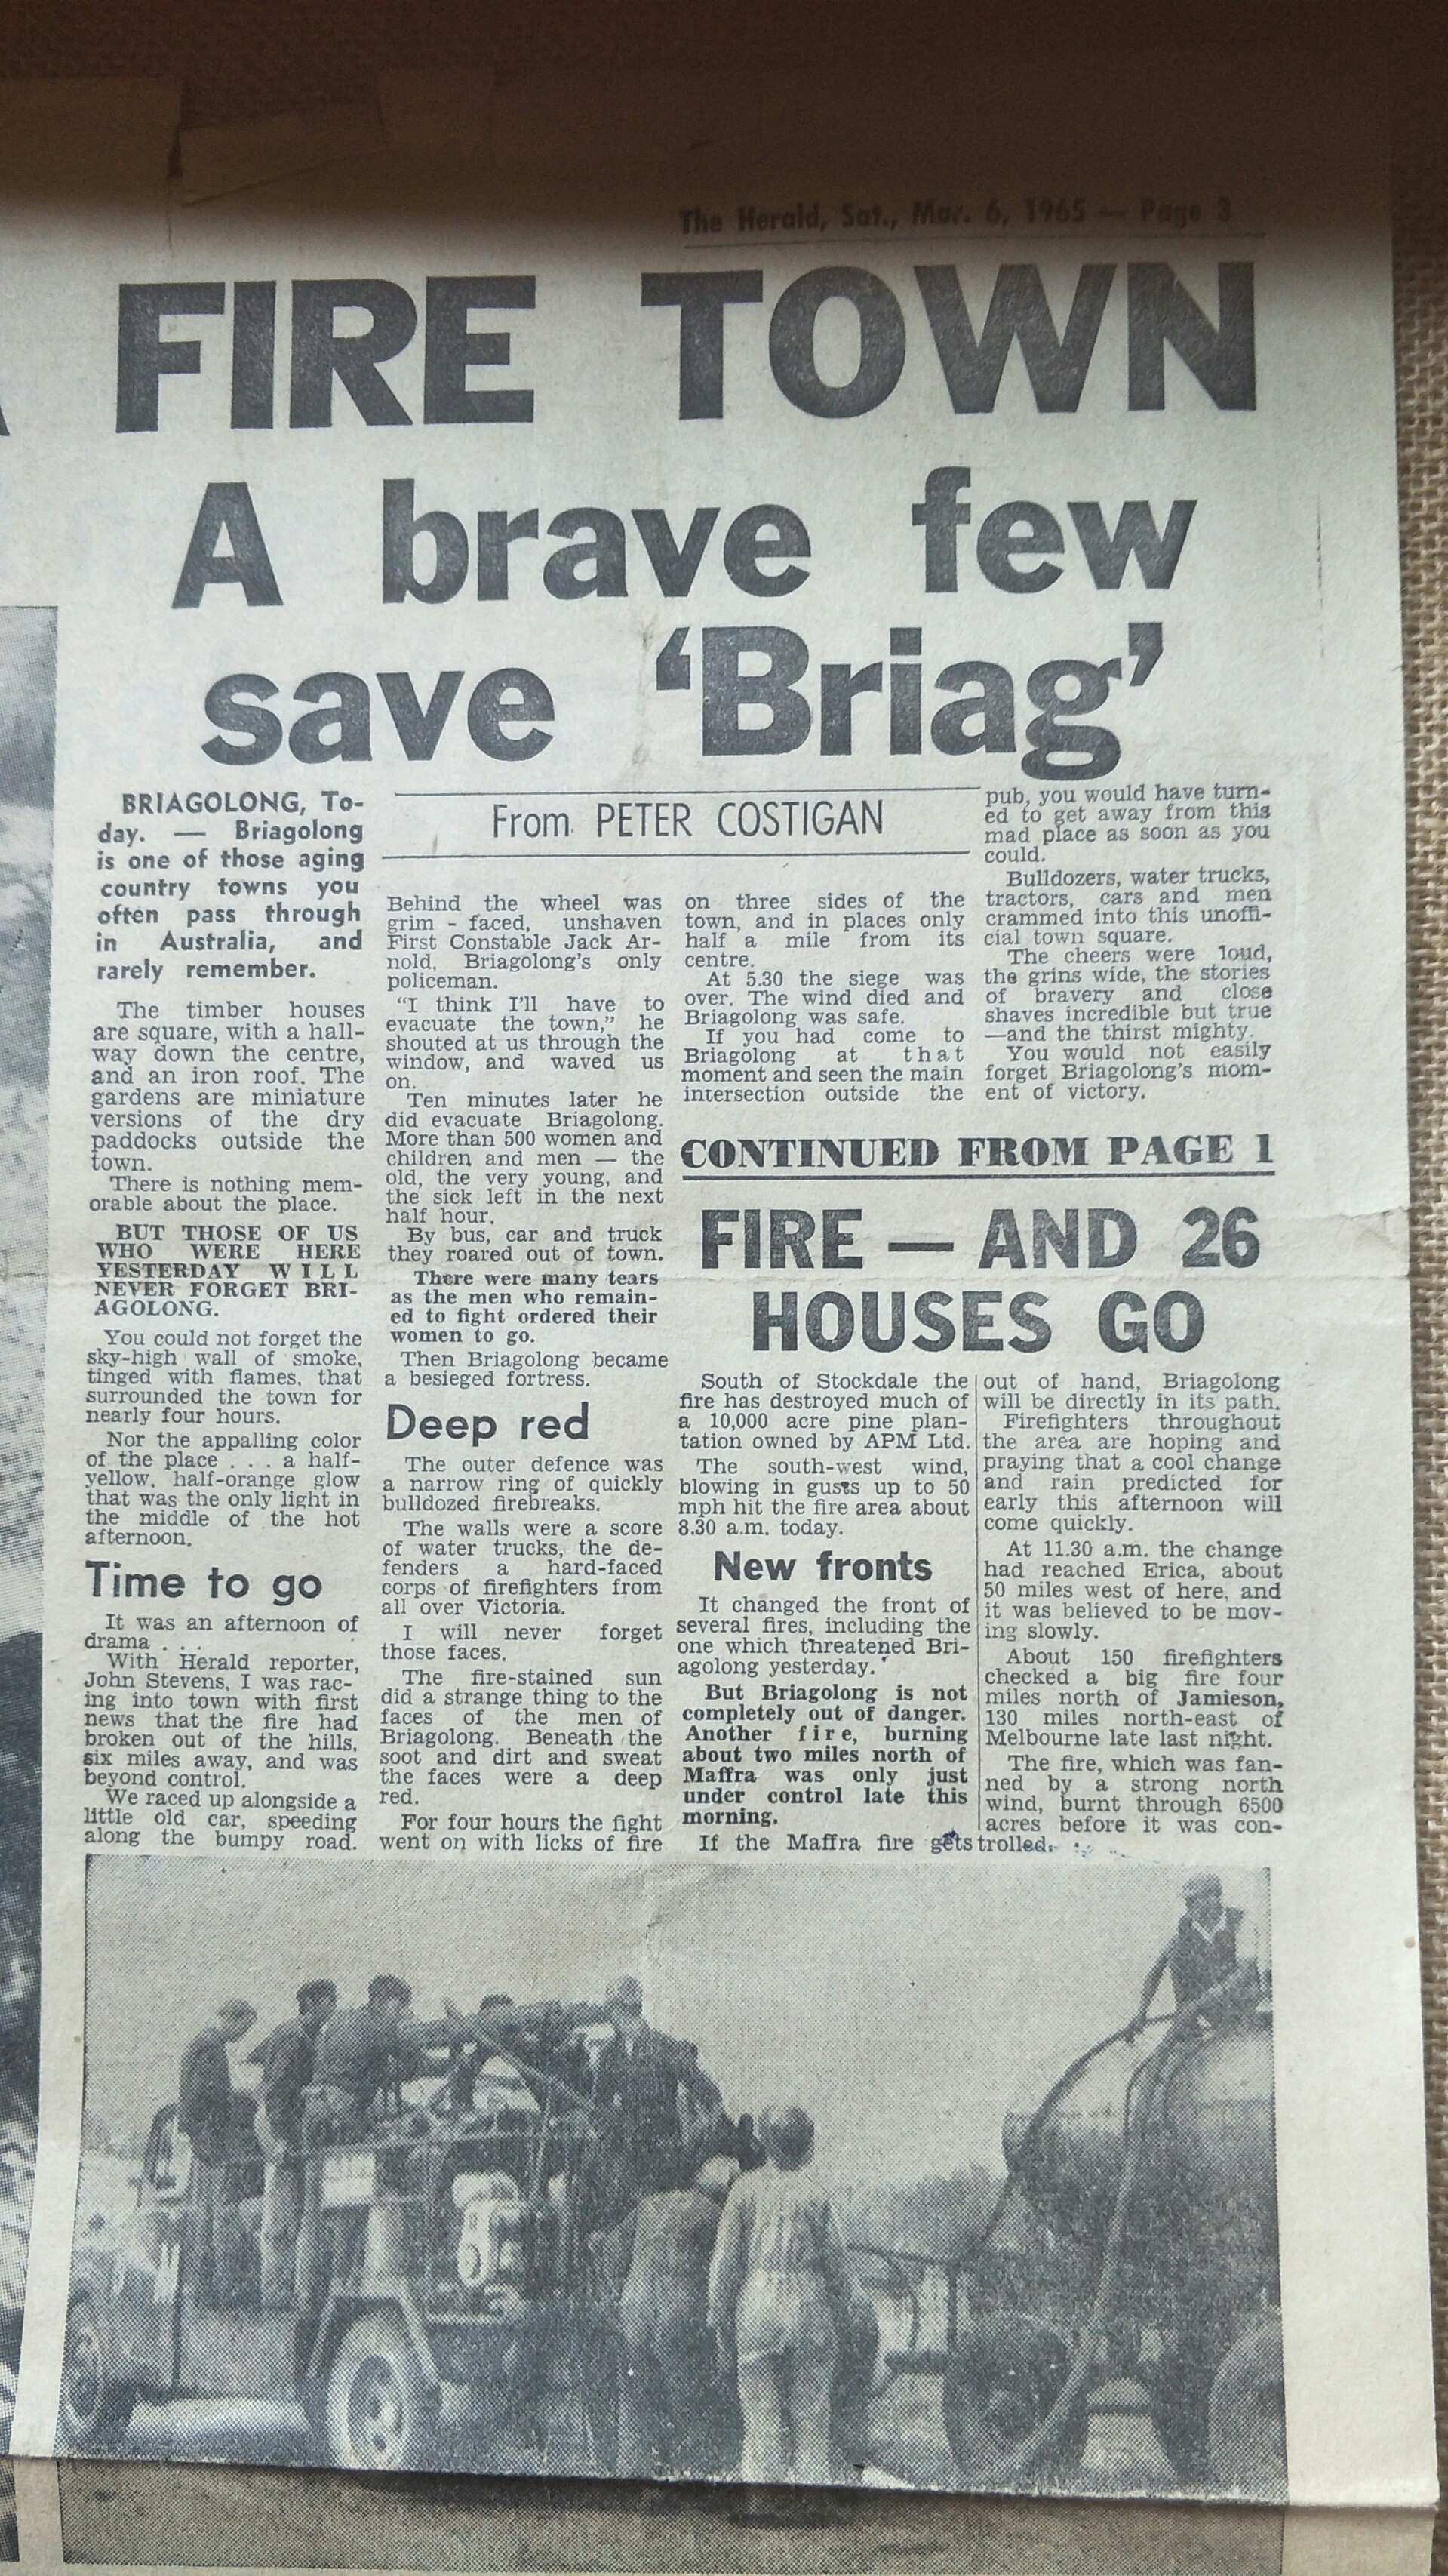 The Herald, Sat., Mar. 6, 1965 — Page 3
FIRE TOWN
A brave few
save ‘Briag’
From PETER COSTIGAN
BRIAGOLONG, To-
day. — Briagolong
is one of those aging
country towns you
often pass through
in Australia, and
rarely remember.
The timber houses
are square, with a hall-
way down the centre,
and an iron roof. The
gardens are miniature
versions of the dry
paddocks outside the
town.
There is nothing mem-
orable about the place.
BUT THOSE OF US
WHO WERE HERE
YESTERDAY WILL
NEVER FORGET BRI-
AGOLONG.
You could not forget the
sky-high wall of smoke,
tinged with flames, that
surrounded the town for
nearly four hours.
Nor the appalling color
of the place . . . a half-
yellow, half-orange glow
that was the only light in
the middle of the hot
afternoon.
Time to go
It was an afternoon of
drama . . .
With Herald reporter,
John Stevens, I was rac-
ing into town with first
news that the fire had
broken out of the hills,
six miles away, and was
beyond control.
We raced up alongside a
little old car, speeding
along the bumpy road.
Behind the wheel was
grim - faced, unshaven
First Constable Jack Ar-
nold, Briagolong's only
policeman.
“I think I'll have to
evacuate the town,” he
shouted at us through the
window, and waved us
on.
Ten minutes later he
did evacuate Briagolong.
More than 500 women and
children and men — the
old, the very young, and
the sick left in the next
half hour.
By bus, car and truck
they roared out of town.
There were many tears
as the men who remain-
ed to fight ordered their
women to go.
Then Briagolong became
a besieged fortress.
Deep red
The outer defence was
a narrow ring of quickly
bulldozed firebreaks.
The walls were a score
of water trucks, the de-
fenders a hard-faced
corps of firefighters from
all over Victoria.
I will never forget
those faces.
The fire-stained sun
did a strange thing to the
faces of the men of
Briagolong. Beneath the
soot and dirt and sweat
the faces were a deep
red.
For four hours the fight
went on with licks of fire
on three sides of the
town, and in places only
half a mile from its
centre.
At 5.30 the siege was
over. The wind died and
Briagolong was safe.
If you had come to
Briagolong at that
moment and seen the main
intersection outside the
pub, you would have turn-
ed to get away from this
mad place as soon as you
could.
Bulldozers, water trucks,
tractors, cars and men
crammed into this unoffi-
cial town square.
The cheers were loud,
the grins wide, the stories
of bravery and close
shaves incredible but true
—and the thirst mighty.
You would not easily
forget Briagolong's mom-
ent of victory.
CONTINUED FROM PAGE 1
FIRE — AND 26
HOUSES GO
South of Stockdale the
fire has destroyed much of
a 10,000 acre pine plan-
tation owned by APM Ltd.
The south-west wind,
blowing in gusts up to 50
mph hit the fire area about
8.30 a.m. today.
New fronts
It changed the front of
several fires, including the
one which threatened Bri-
agolong yesterday.
But Briagolong is not
completely out of danger.
Another fire, burning
about two miles north of
Maffra was only just
under control late this
morning.
If the Maffra fire gets
out of hand, Briagolong
will be directly in its path.
Firefighters throughout
the area are hoping and
praying that a cool change
and rain predicted for
early this afternoon will
come quickly.
At 11.30 a.m. the change
had reached Erica, about
50 miles west of here, and
it was believed to be mov-
ing slowly.
About 150 firefighters
checked a big fire four
miles north of Jamieson,
130 miles north-east of
Melbourne late last night.
The fire, which was fan-
ned by a strong north
wind, burnt through 6500
acres before it was con-
trolled.